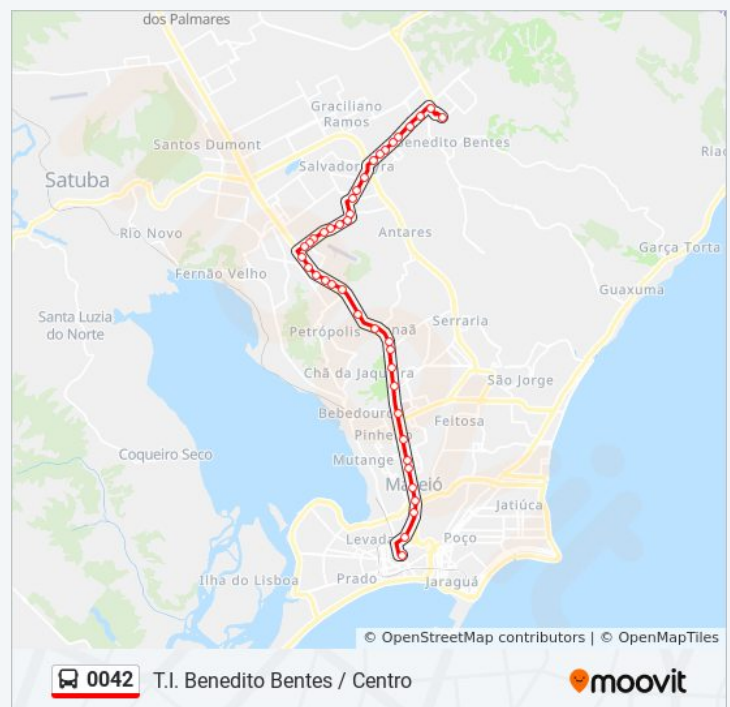 dos Palmares
Graciliano
Ramos
Santos Dumont
Benedito Bentes
Salvador
Satuba
Rio Novo
Antares
Garça Torta
Fernão Velho
Guaxuma
Santa Luzia
do Norte
Petrópolis
Serraria
Chã da Jaqueira
São Jorge
Bebedouro
Feitosa
Pinheiro
Coqueiro Seco
Mutange
Maceió
Jatiúca
Levada
Poço
Ilha do Lisboa
Prado
Jaraguá
© OpenStreetMap contributors | © OpenMapTiles
0042 T.I. Benedito Bentes / Centro
moovit